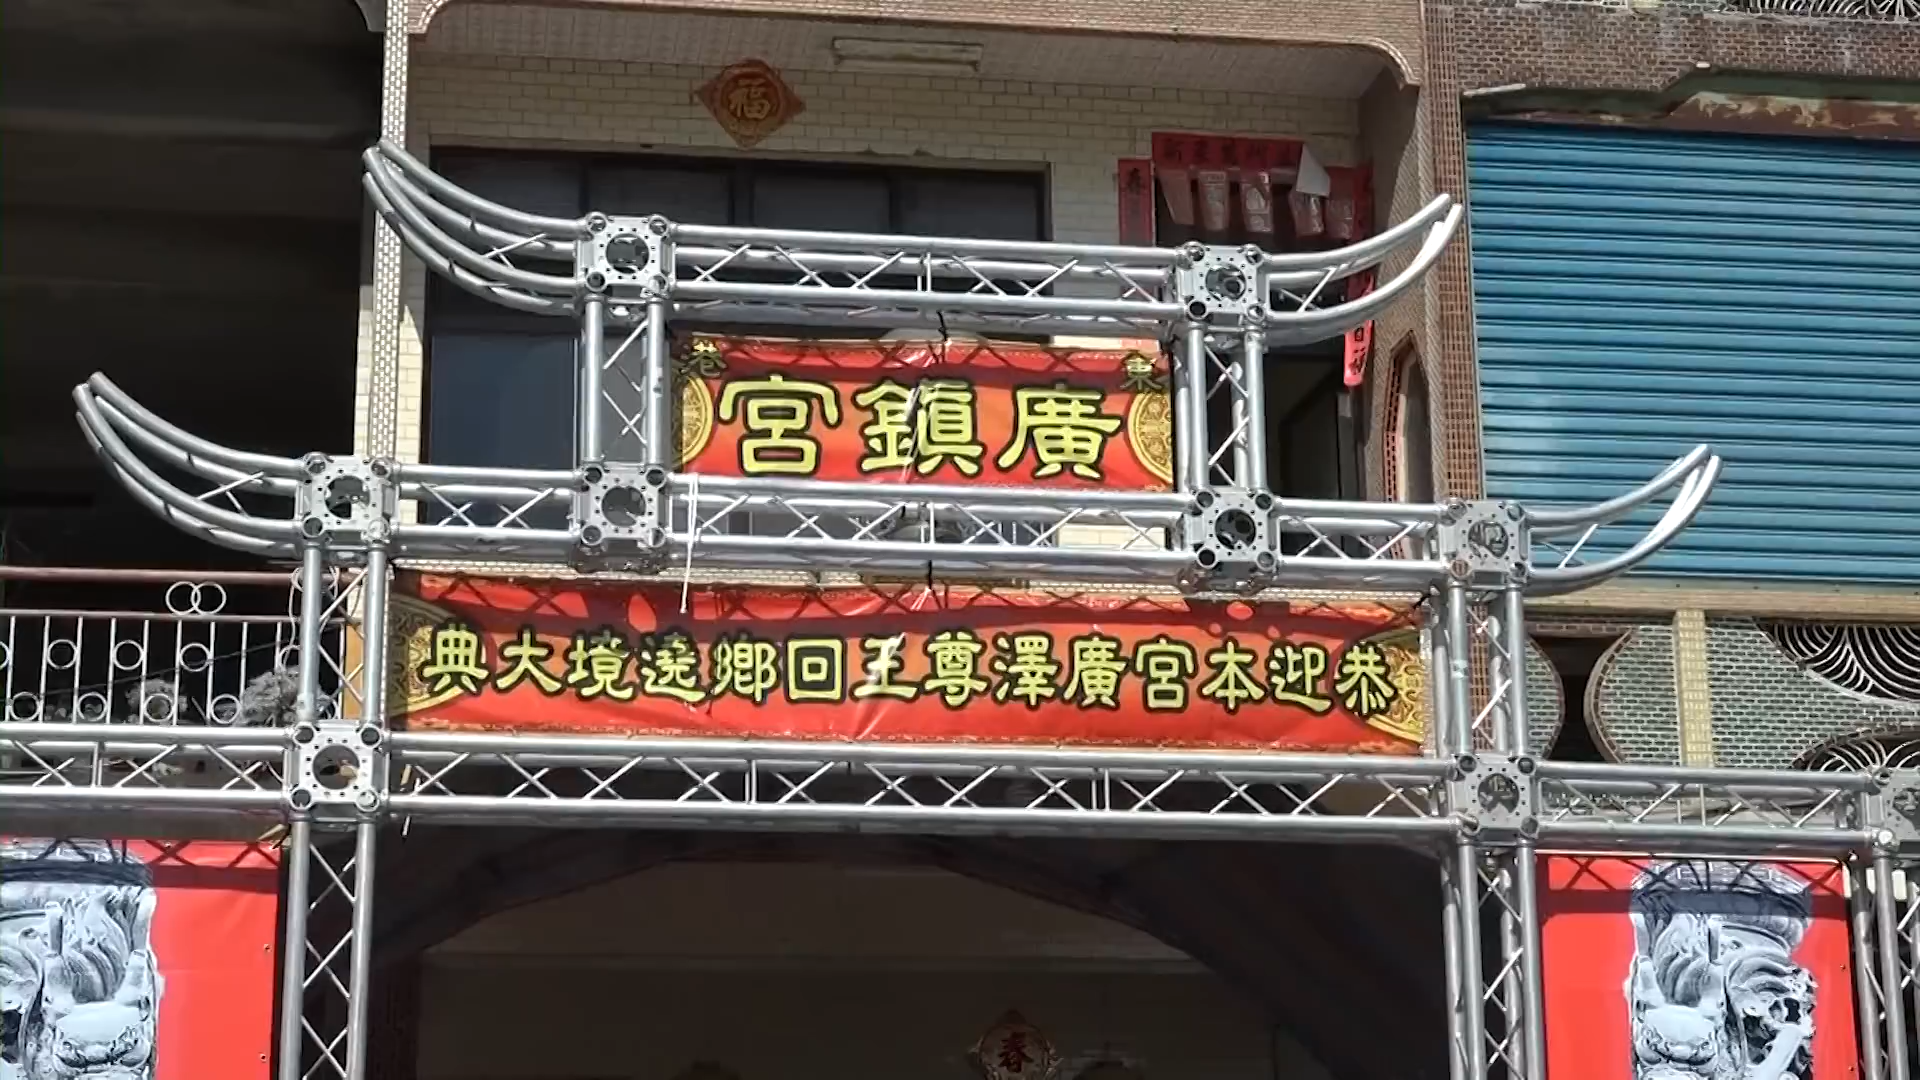 福
東港
廣鎮宮
恭迎本宮廣澤尊王回鄉遶境大典
春